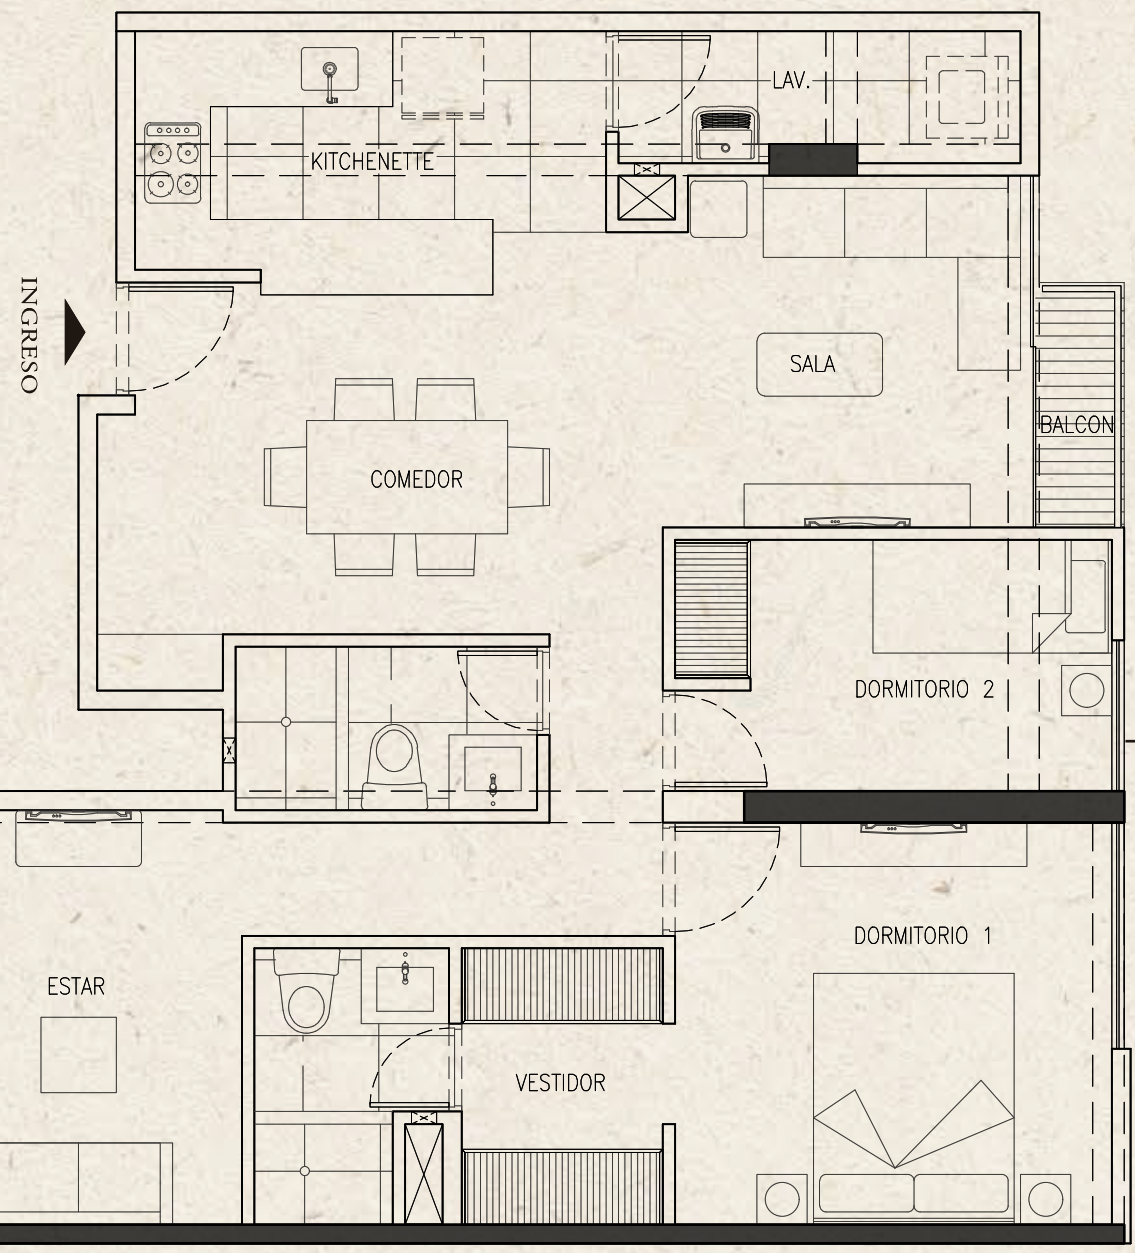 LAV.
KITCHENETTE
INGRESO
SALA
BALCON
COMEDOR
DORMITORIO 2
DORMITORIO 1
ESTAR
VESTIDOR